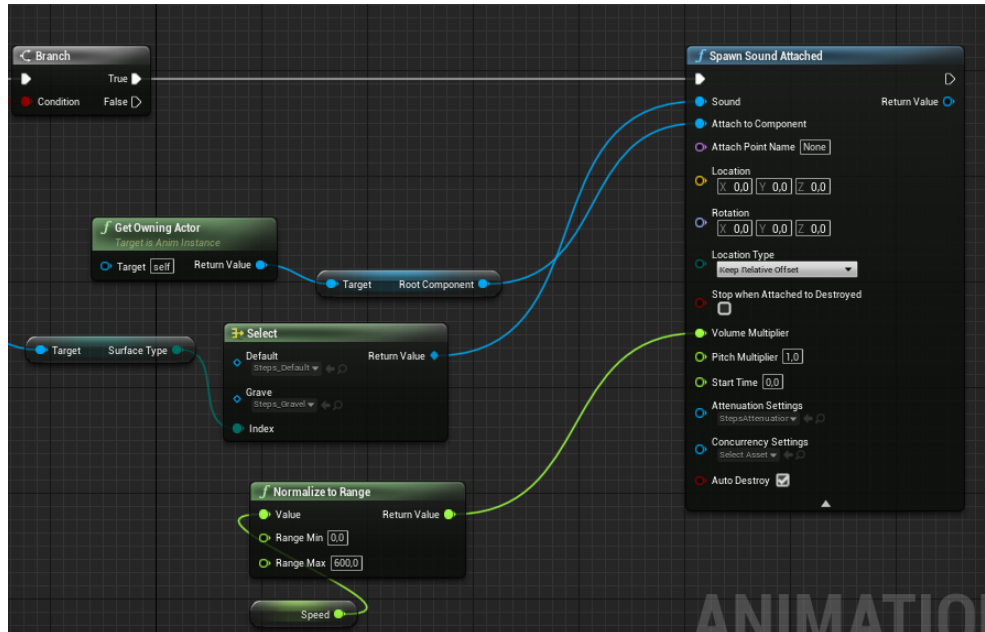 Branch
True
Condition
False
Spawn Sound Attached
Sound
Return Value
Attach to Component
Attach Point Name None
Location
X 0,0 Y 0,0 Z 0,0
Rotation
X 0,0 Y 0,0 Z 0,0
Location Type
Keep Relative Offset
Stop when Attached to Destroyed
Volume Multiplier
Pitch Multiplier 1,0
Start Time 0,0
Attenuation Settings
StepsAttenuation
Concurrency Settings
Select Asset
Auto Destroy
Get Owning Actor
Target is Anim Instance
Target self
Return Value
Target
Root Component
Target
Surface Type
Select
Default
Return Value
Steps_Default
Grave
Steps_Gravel
Index
Normalize to Range
Value
Return Value
Range Min 0,0
Range Max 600,0
Speed
ANIMATION